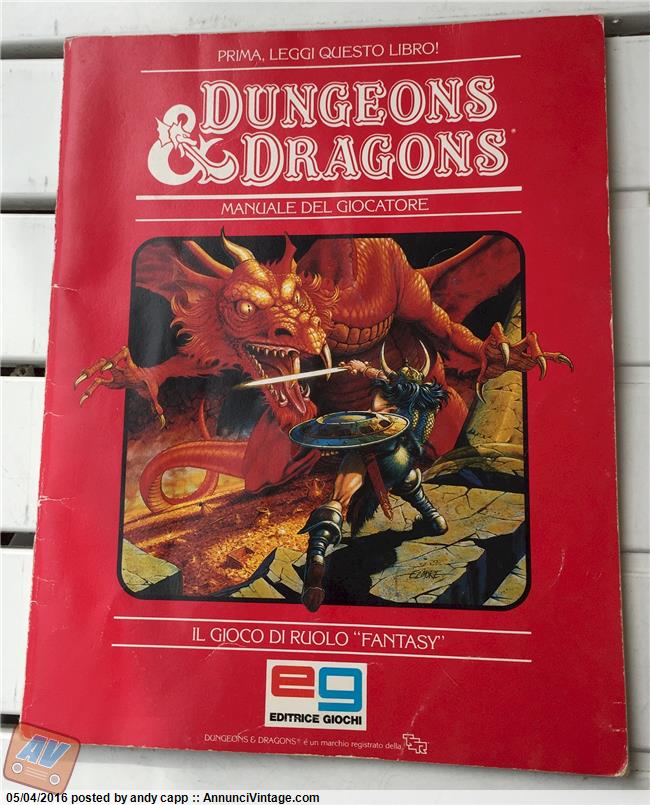 PRIMA, LEGGI QUESTO LIBRO!
DUNGEONS
& DRAGONS®
MANUALE DEL GIOCATORE
ELMORE
IL GIOCO DI RUOLO "FANTASY"
eg
EDITRICE GIOCHI
DUNGEONS & DRAGONS® é un marchio registrato della TSR
AV
05/04/2016 posted by andy capp :: AnnunciVintage.com